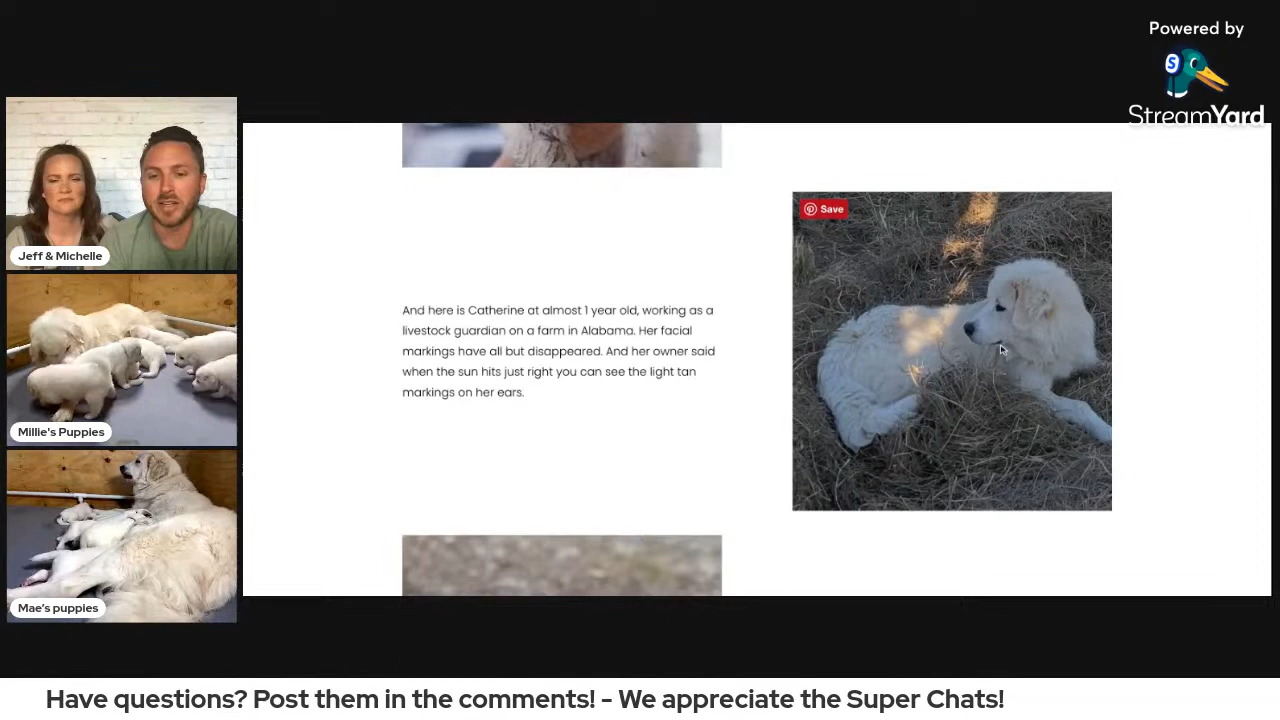 Powered by
S
StreamYard
Jeff & Michelle
Millie's Puppies
Mae's puppies
Save
And here is Catherine at almost 1 year old, working as a
livestock guardian on a farm in Alabama. Her facial
markings have all but disappeared. And her owner said
when the sun hits just right you can see the light tan
markings on her ears.
Have questions? Post them in the comments! - We appreciate the Super Chats!